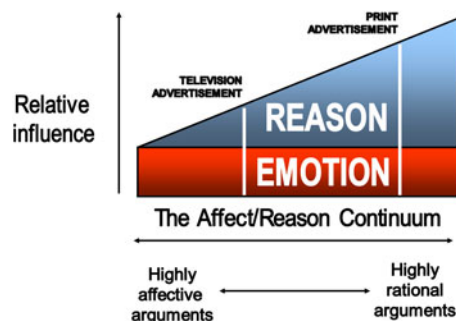 PRINT
ADVERTISEMENT
TELEVISION
ADVERTISEMENT
Relative
influence
REASON
EMOTION
The Affect/Reason Continuum
Highly
affective
arguments
Highly
rational
arguments